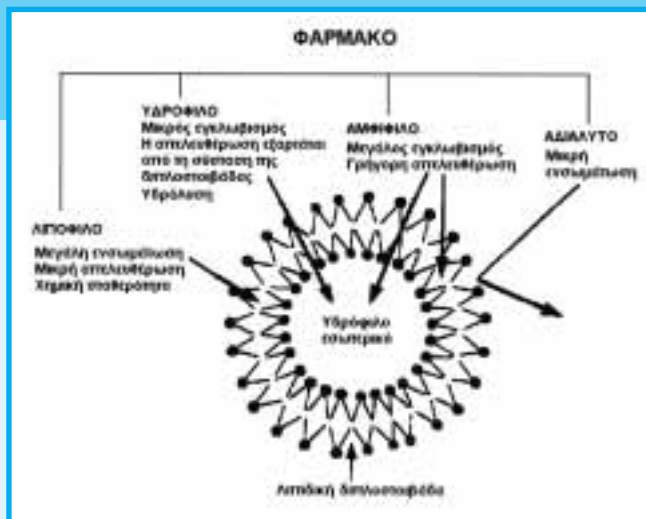 ΦΑΡΜΑΚΟ
ΥΔΡΟΦΙΛΟ
Μικρός εγκλωβισμός
Η απελευθέρωση εξαρτάται
από τη σύσταση της
διπλοστοιβάδας
Υδρόλυση
ΑΜΦΙΦΙΛΟ
Μεγάλος εγκλωβισμός
Γρήγορη απελευθέρωση
ΑΔΙΑΛΥΤΟ
Μικρή
ενσωμάτωση
ΛΙΠΟΦΙΛΟ
Μεγάλη ενσωμάτωση
Μικρή απελευθέρωση
Χημική σταθερότητα
Υδρόφιλο
εσωτερικό
Λιπιδική διπλοστοιβάδα